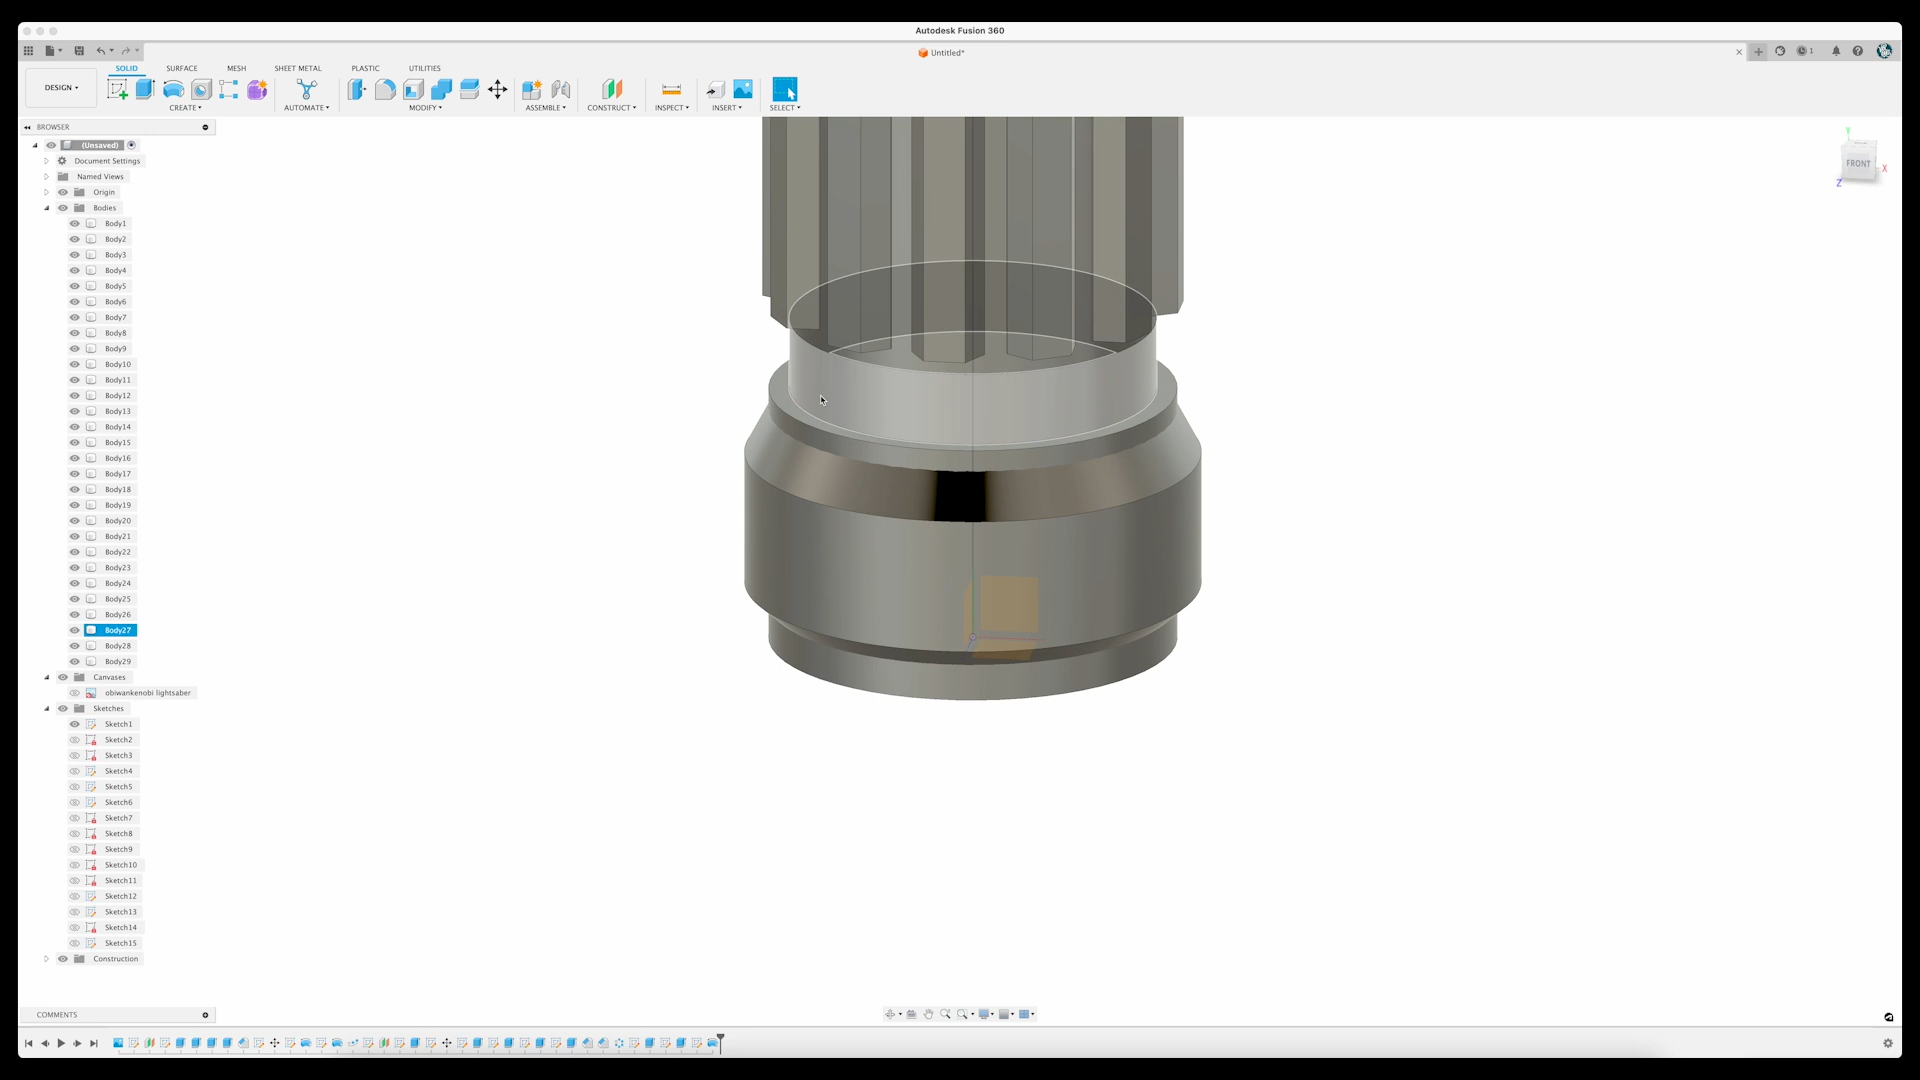 Autodesk Fusion 360
Untitled*
1
SOLID SURFACE MESH SHEET METAL PLASTIC UTILITIES
DESIGN
CREATE AUTOMATE MODIFY ASSEMBLE CONSTRUCT INSPECT INSERT SELECT
BROWSER
(Unsaved)
Document Settings
Named Views
Origin
Bodies
Body1
Body2
Body3
Body4
Body5
Body6
Body7
Body8
Body9
Body10
Body11
Body12
Body13
Body14
Body15
Body16
Body17
Body18
Body19
Body20
Body21
Body22
Body23
Body24
Body25
Body26
Body27
Body28
Body29
Canvases
obiwankenobi lightsaber
Sketches
Sketch1
Sketch2
Sketch3
Sketch4
Sketch5
Sketch6
Sketch7
Sketch8
Sketch9
Sketch10
Sketch11
Sketch12
Sketch13
Sketch14
Sketch15
Construction
Y
FRONT
X
Z
COMMENTS